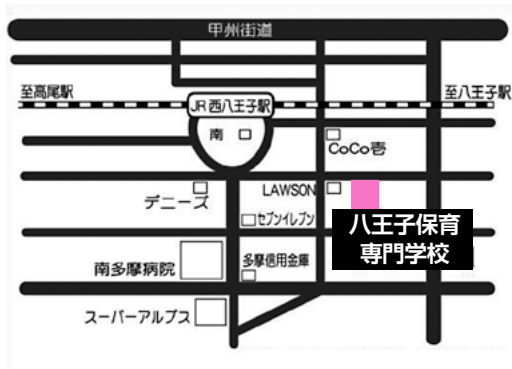 甲州街道
至高尾駅
至八王子駅
JR西八王子駅
南
CoCo壱
LAWSON
デニーズ
セブンイレブン
八王子保育
専門学校
多摩信用金庫
南多摩病院
スーパーアルプス